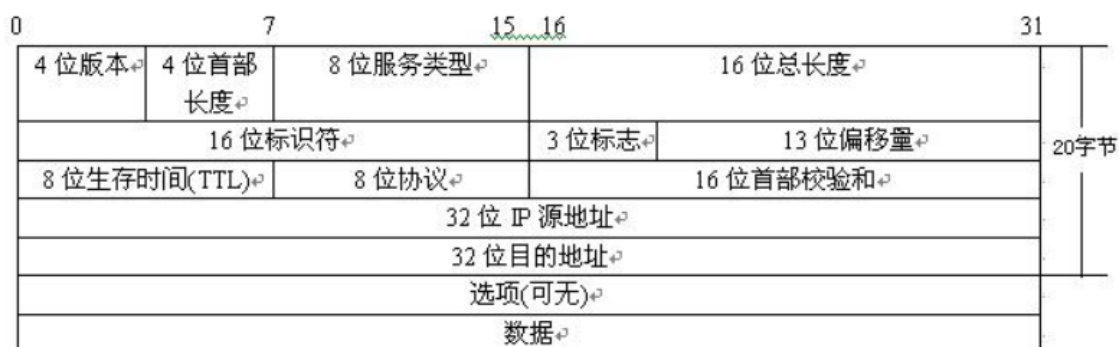 0 7 15 16 31
4 位版本 4 位首部长度 8 位服务类型 16 位总长度
16 位标识符 3 位标志 13 位偏移量
20字节
8 位生存时间(TTL) 8 位协议 16 位首部校验和
32 位 IP 源地址
32 位目的地址
选项(可无)
数据